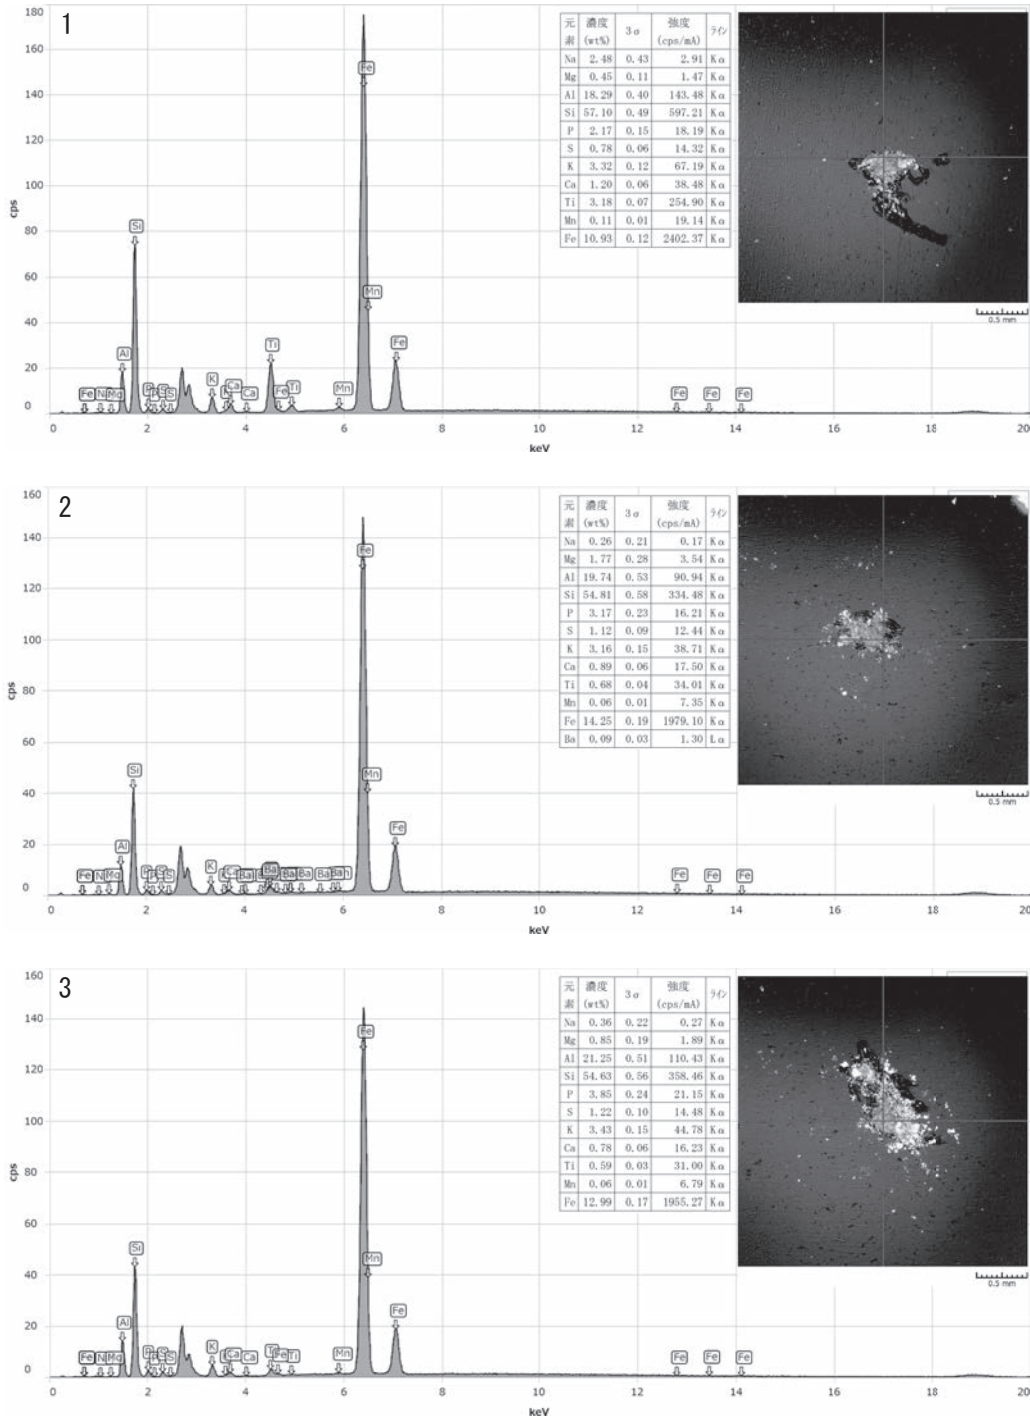 1
180
160
140
120
100
80
60
40
20
0
cps
0 2 4 6 8 10 12 14 16 18 20
keV
Fe N Mg Al Si P P S S K K Ca Ca Ti Fe Ti Mn Fe Mn Fe Fe Fe Fe
元素 濃度(wt%) 3σ 強度(cps/mA) ライン
Na 2.48 0.43 2.91 Kα
Mg 0.45 0.11 1.47 Kα
Al 18.29 0.40 143.48 Kα
Si 57.10 0.49 597.21 Kα
P 2.17 0.15 18.19 Kα
S 0.78 0.06 14.32 Kα
K 3.32 0.12 67.19 Kα
Ca 1.20 0.06 38.48 Kα
Ti 3.18 0.07 254.90 Kα
Mn 0.11 0.01 19.14 Kα
Fe 10.93 0.12 2402.37 Kα
0.5 mm
2
160
140
120
100
80
60
40
20
0
cps
0 2 4 6 8 10 12 14 16 18 20
keV
Fe N Mg Al Si P P S S K Ca Ba Ba Ba Ba Ba Ba Fe Mn Fe Fe Fe Fe
元素 濃度(wt%) 3σ 強度(cps/mA) ライン
Na 0.26 0.21 0.17 Kα
Mg 1.77 0.28 3.54 Kα
Al 19.74 0.53 90.94 Kα
Si 54.81 0.58 334.48 Kα
P 3.17 0.23 16.21 Kα
S 1.12 0.09 12.44 Kα
K 3.16 0.15 38.71 Kα
Ca 0.89 0.06 17.50 Kα
Ti 0.68 0.04 34.01 Kα
Mn 0.06 0.01 7.35 Kα
Fe 14.25 0.19 1979.10 Kα
Ba 0.09 0.03 1.30 Lα
0.5 mm
3
160
140
120
100
80
60
40
20
0
cps
0 2 4 6 8 10 12 14 16 18 20
keV
Fe N Mg Al Si P P S S K K Ca Ca Ti Fe Ti Mn Fe Mn Fe Fe Fe Fe
元素 濃度(wt%) 3σ 強度(cps/mA) ライン
Na 0.36 0.22 0.27 Kα
Mg 0.85 0.19 1.89 Kα
Al 21.25 0.51 110.43 Kα
Si 54.63 0.56 358.46 Kα
P 3.85 0.24 21.15 Kα
S 1.22 0.10 14.48 Kα
K 3.43 0.15 44.78 Kα
Ca 0.78 0.06 16.23 Kα
Ti 0.59 0.03 31.00 Kα
Mn 0.06 0.01 6.79 Kα
Fe 12.99 0.17 1955.27 Kα
0.5 mm